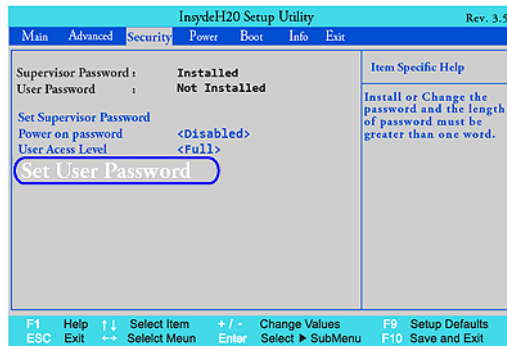 InsydeH20 Setup Utility Rev. 3.5
Main Advanced Security Power Boot Info Exit
Supervisor Password : Installed
User Password : Not Installed
Set Supervisor Password
Power on password <Disabled>
User Acess Level <Full>
Set User Password
Item Specific Help
Install or Change the
password and the length
of password must be
greater than one word.
F1 Help ↑↓ Select Item + / - Change Values F9 Setup Defaults
ESC Exit ↔ Selelct Meun Enter Select ▶ SubMenu F10 Save and Exit